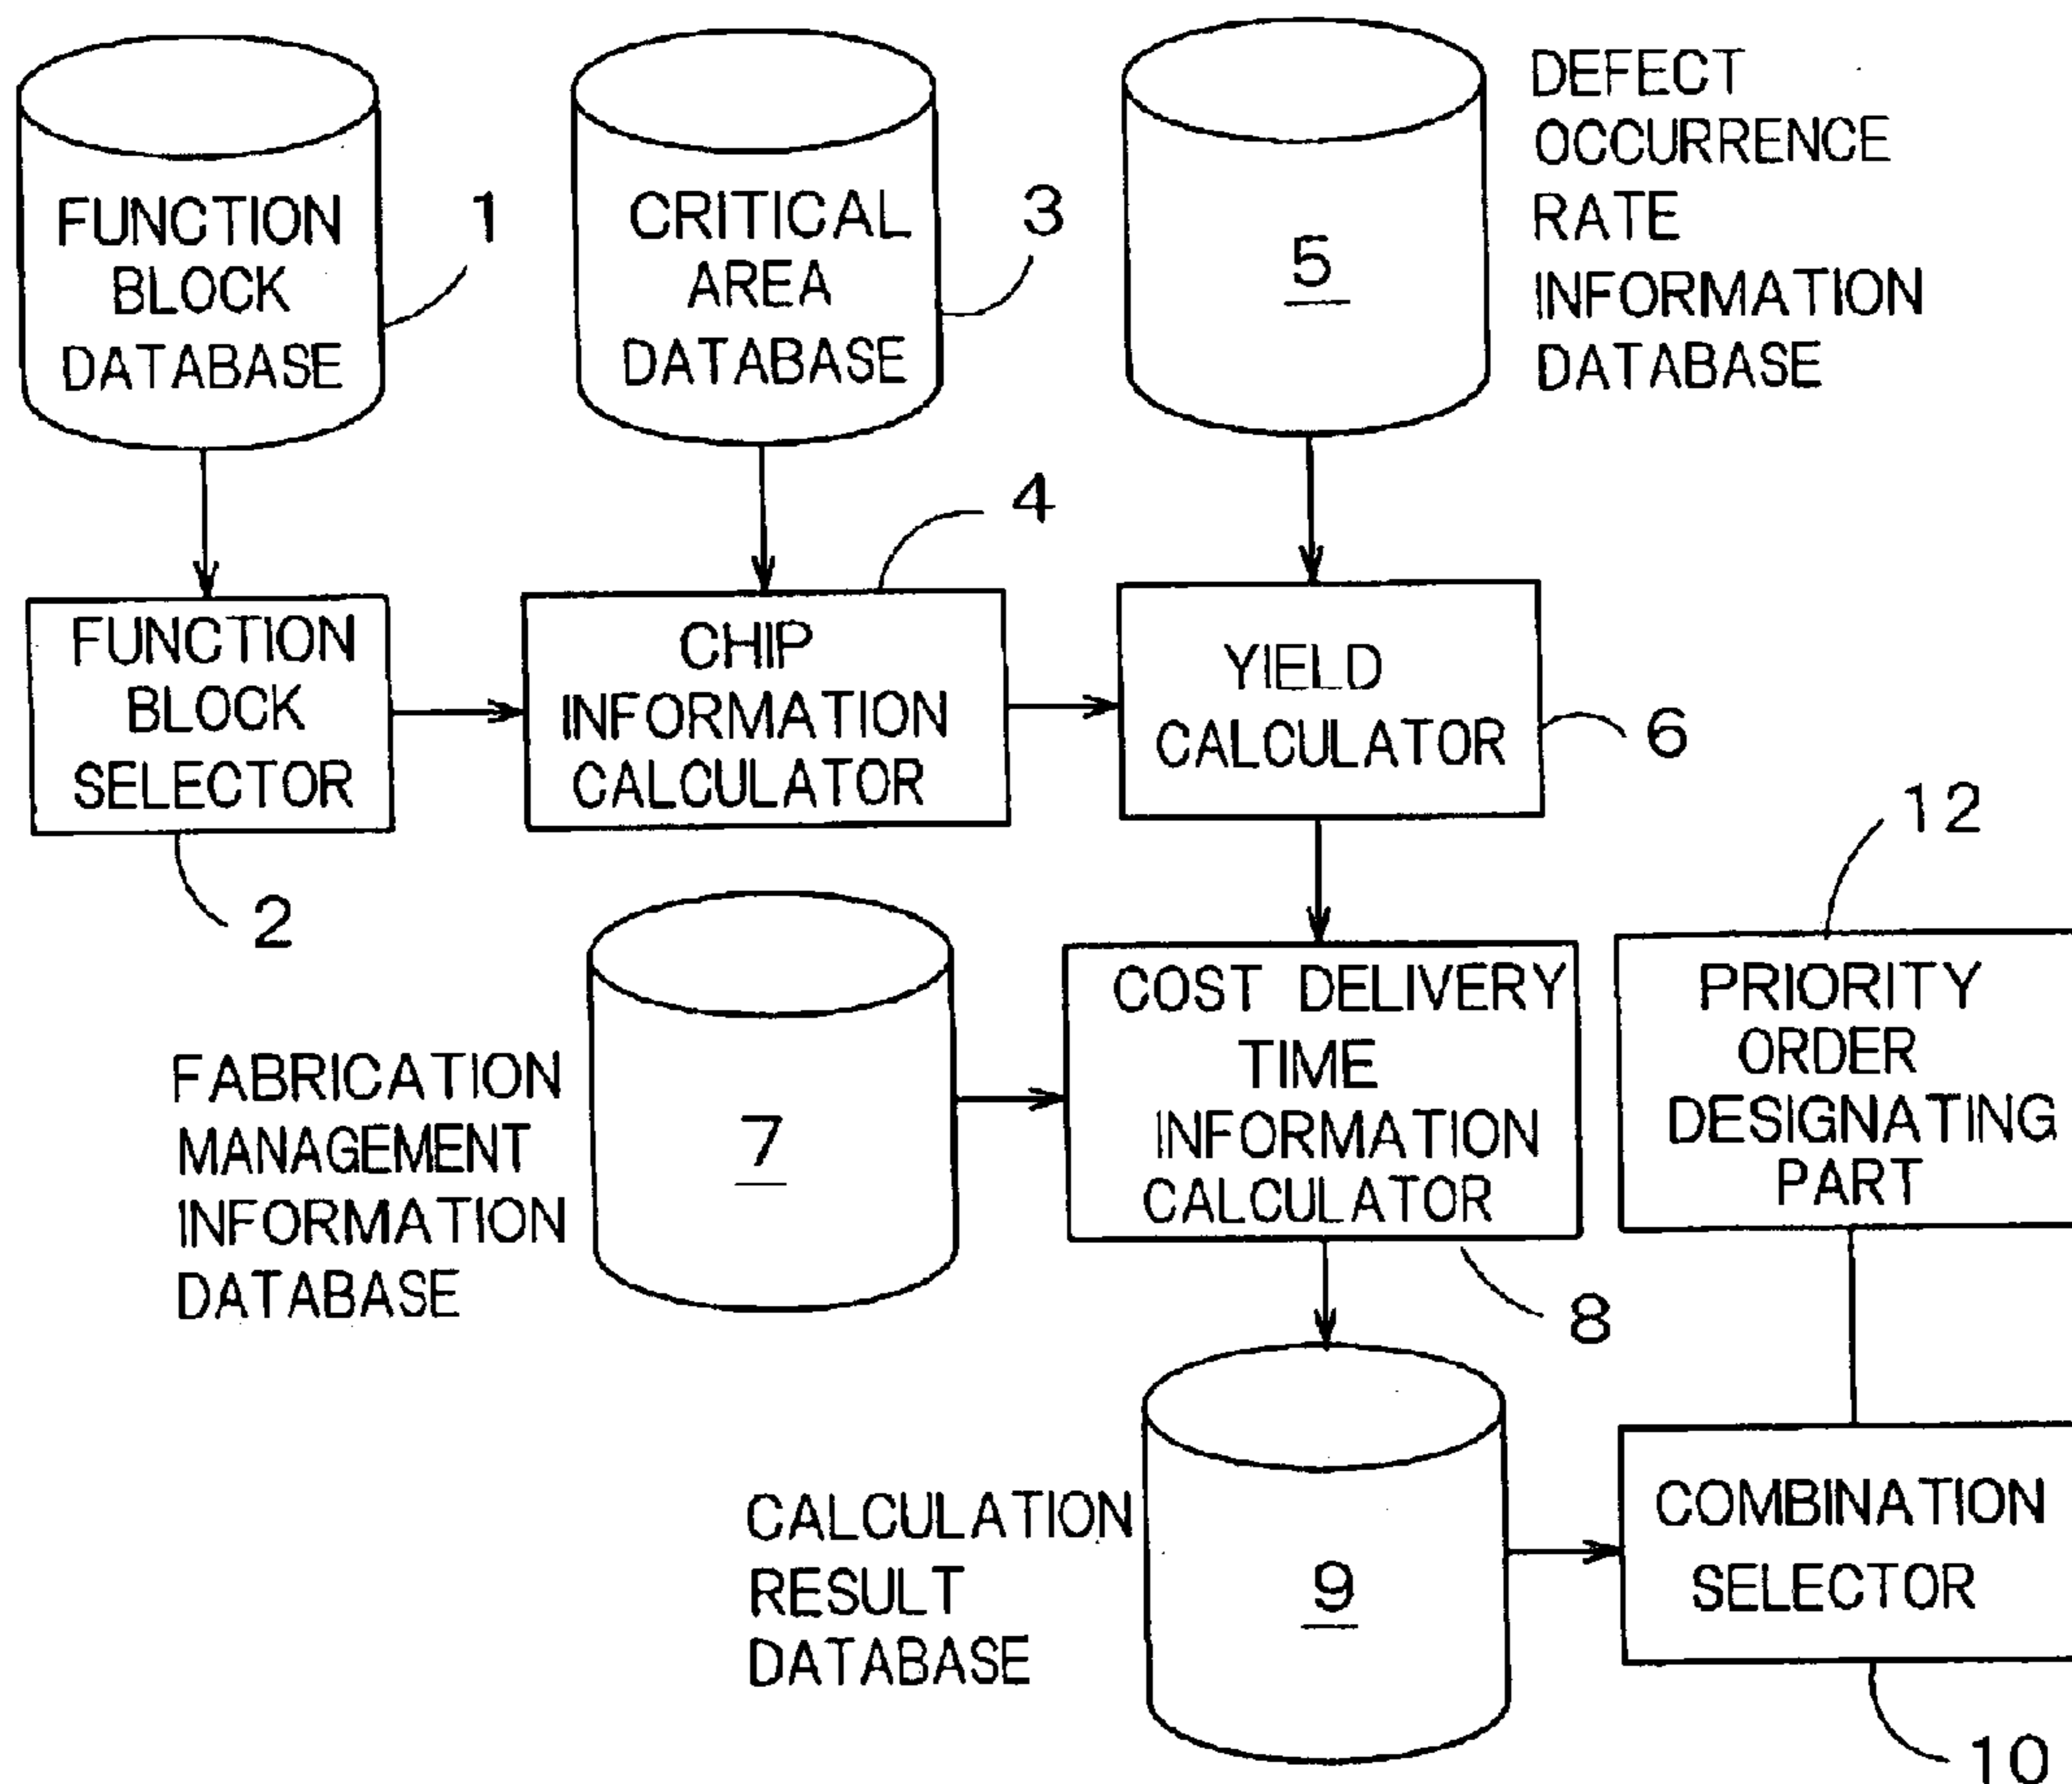 FUNCTION
BLOCK
DATABASE
1
CRITICAL
AREA
DATABASE
3
5
DEFECT
OCCURRENCE
RATE
INFORMATION
DATABASE
FUNCTION
BLOCK
SELECTOR
2
CHIP
INFORMATION
CALCULATOR
4
YIELD
CALCULATOR
6
FABRICATION
MANAGEMENT
INFORMATION
DATABASE
7
COST DELIVERY
TIME
INFORMATION
CALCULATOR
8
12
PRIORITY
ORDER
DESIGNATING
PART
CALCULATION
RESULT
DATABASE
9
COMBINATION
SELECTOR
10